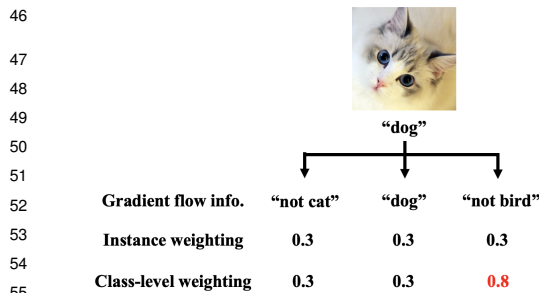 46
47
48
49
“dog”
50
51
52 Gradient flow info. “not cat” “dog” “not bird”
53 Instance weighting 0.3 0.3 0.3
54
55 Class-level weighting 0.3 0.3 0.8